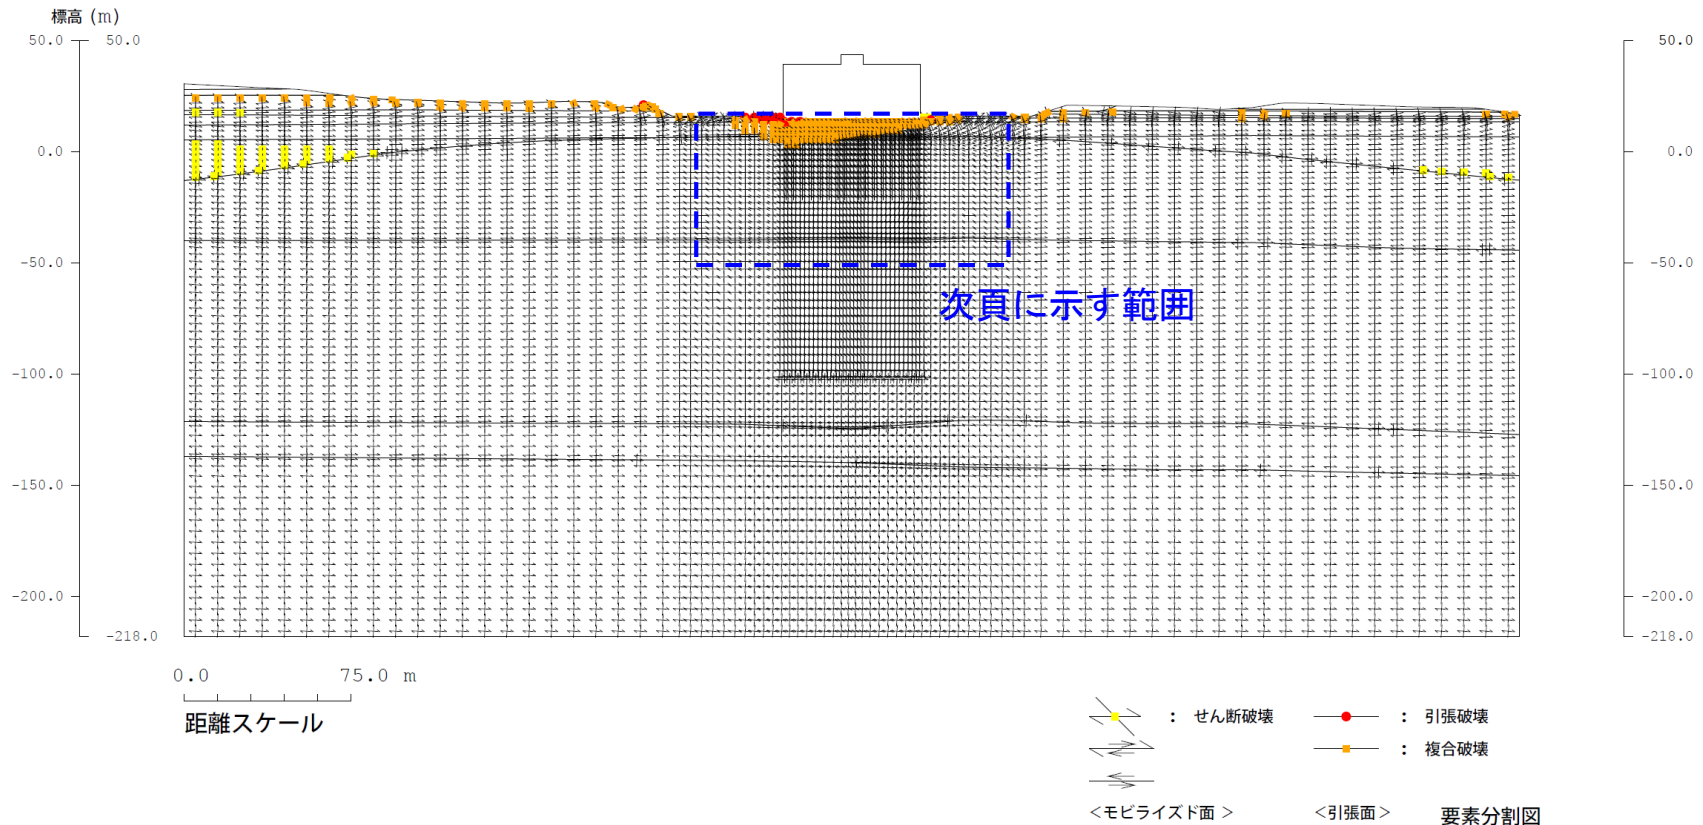 標高 (m)
50.0 50.0 50.0
0.0 0.0
-50.0 -50.0
次頁に示す範囲
-100.0 -100.0
-150.0 -150.0
-200.0 -200.0
-218.0 -218.0
0.0 75.0 m
距離スケール
: せん断破壊 : 引張破壊
: 複合破壊
<モビライズド面 > <引張面> 要素分割図